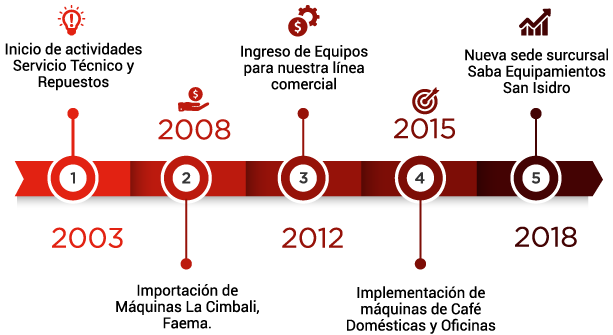 Inicio de actividades
Servicio Técnico y
Repuestos
1
2003
2008
2
Importación de
Máquinas La Cimbali,
Faema.
Ingreso de Equipos
para nuestra línea
comercial
3
2012
2015
4
Implementación de
máquinas de Café
Domésticas y Oficinas
Nueva sede surcursal
Saba Equipamientos
San Isidro
5
2018